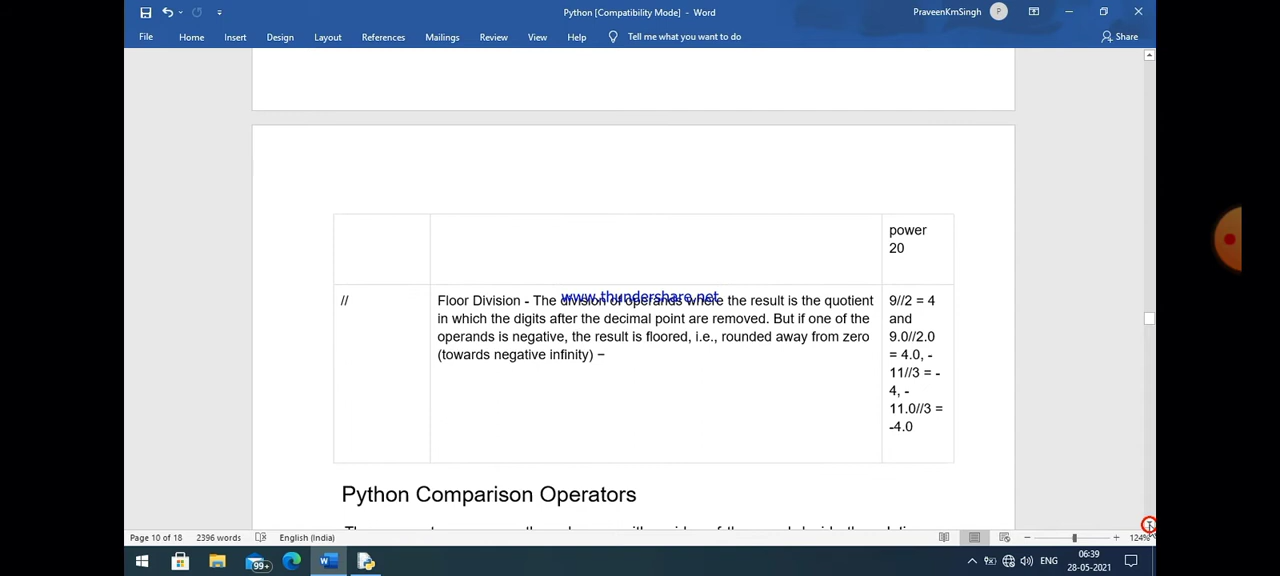 Python [Compatibility Mode] - Word
PraveenKmSingh
P
File Home Insert Design Layout References Mailings Review View Help Tell me what you want to do
Share
power
20
//
Floor Division - The division of operands where the result is the quotient
in which the digits after the decimal point are removed. But if one of the
operands is negative, the result is floored, i.e., rounded away from zero
(towards negative infinity) −
www.thundershare.net
9//2 = 4
and
9.0//2.0
= 4.0, -
11//3 = -
4, -
11.0//3 =
-4.0
Python Comparison Operators
Page 10 of 18 2396 words English (India)
124%
99+
ENG
06:39
28-05-2021